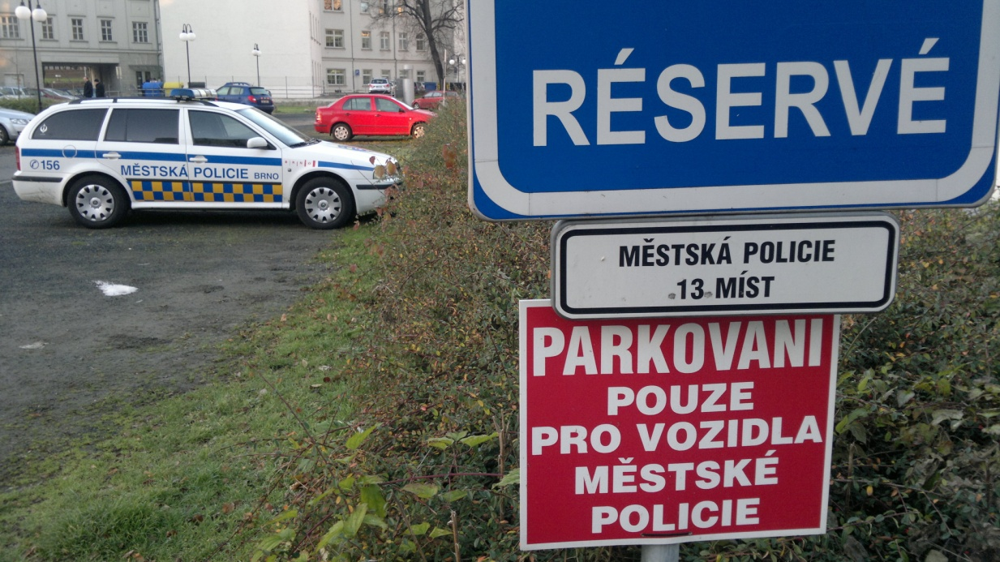 RÉSERVÉ
MĚSTSKÁ POLICIE
13 MÍST
PARKOVANI
POUZE
PRO VOZIDLA
MĚSTSKÉ
POLICIE
156
MĚSTSKÁ POLICIE BRNO